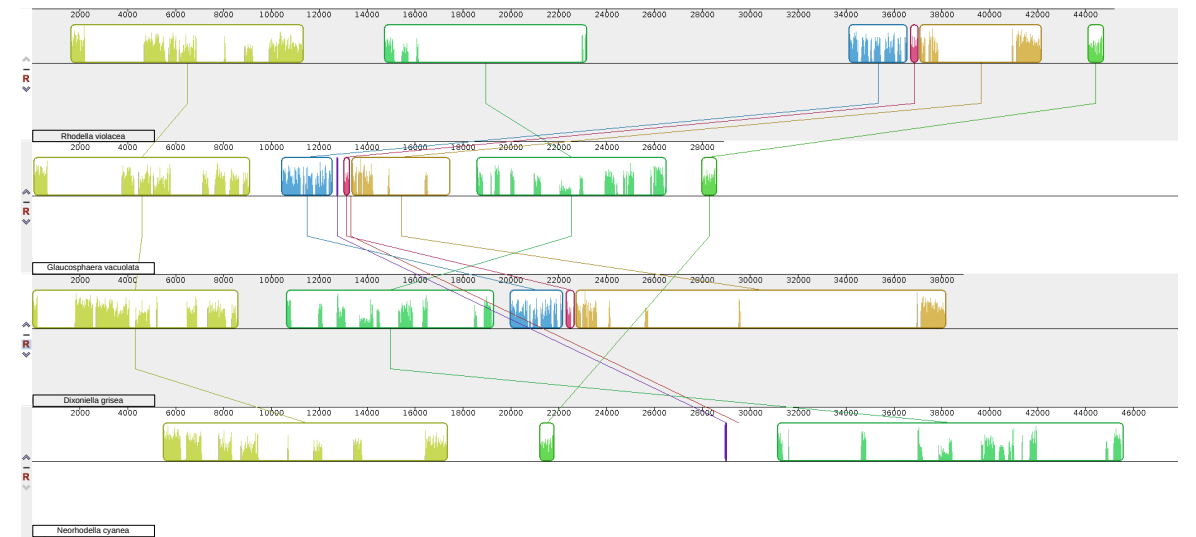 2000 4000 6000 8000 10000 12000 14000 16000 18000 20000 22000 24000 26000 28000 30000 32000 34000 36000 38000 40000 42000 44000
R
Rhodella violacea
2000 4000 6000 8000 10000 12000 14000 16000 18000 20000 22000 24000 26000 28000
R
Glaucosphaera vacuolata
2000 4000 6000 8000 10000 12000 14000 16000 18000 20000 22000 24000 26000 28000 30000 32000 34000 36000 38000
R
Dixoniella grisea
2000 4000 6000 8000 10000 12000 14000 16000 18000 20000 22000 24000 26000 28000 30000 32000 34000 36000 38000 40000 42000 44000 46000
R
Neorhodella cyanea